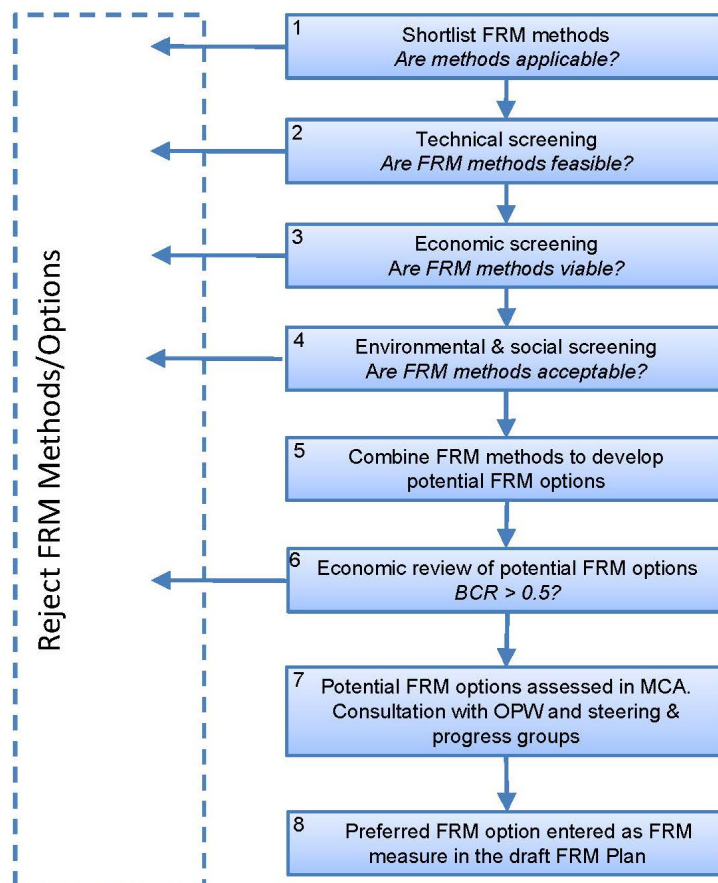 Reject FRM Methods/Options
1
Shortlist FRM methods
Are methods applicable?
2
Technical screening
Are FRM methods feasible?
3
Economic screening
Are FRM methods viable?
4
Environmental & social screening
Are FRM methods acceptable?
5
Combine FRM methods to develop
potential FRM options
6
Economic review of potential FRM options
BCR > 0.5?
7
Potential FRM options assessed in MCA.
Consultation with OPW and steering &
progress groups
8
Preferred FRM option entered as FRM
measure in the draft FRM Plan